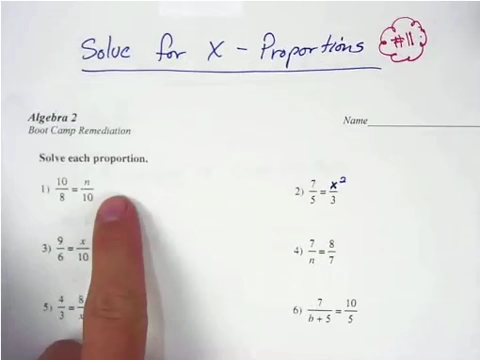 Solve for X - Proportions #11
Algebra 2
Boot Camp Remediation
Name
Solve each proportion.
1) 10/8 = n/10
2) 7/5 = x²/3
3) 9/6 = x/10
4) 7/n = 8/7
5) 4/3 = 8/
6) 7/(b + 5) = 10/5